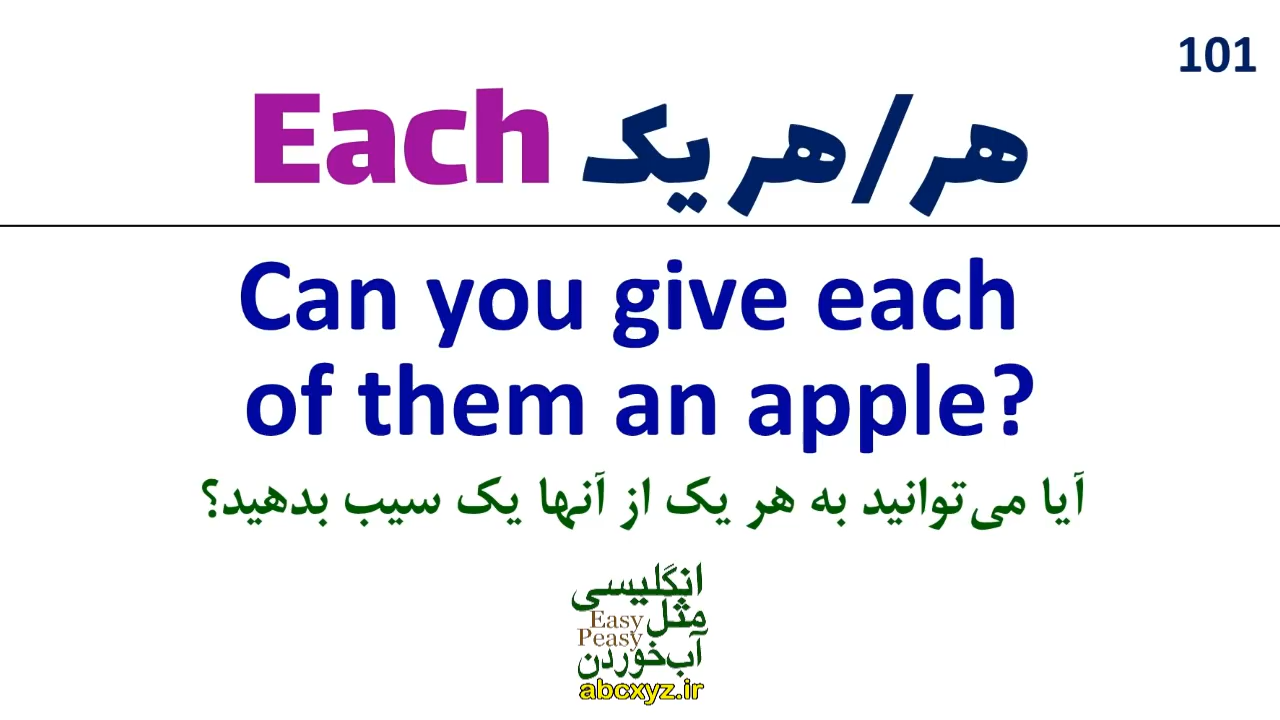 101
Each هر/هر یک
Can you give each
of them an apple?
آیا می‌توانید به هر یک از آنها یک سیب بدهید؟
انگلیسی
مثل Easy
Peasy
آب‌خوردن
abcxyz.ir